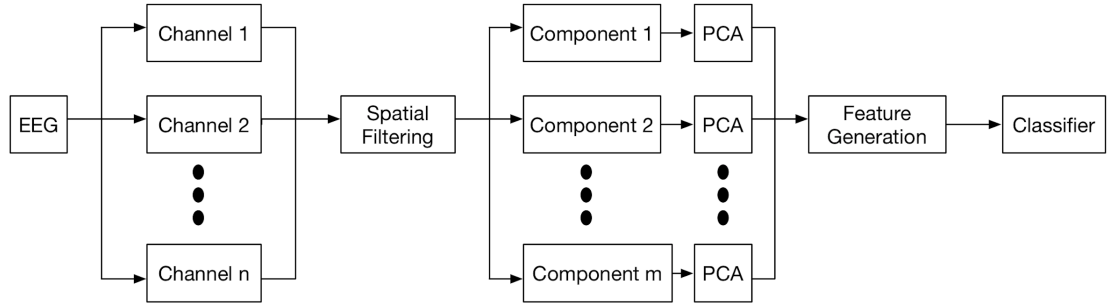 EEG
Channel 1
Channel 2
Channel n
Spatial
Filtering
Component 1
PCA
Component 2
PCA
Component m
PCA
Feature
Generation
Classifier